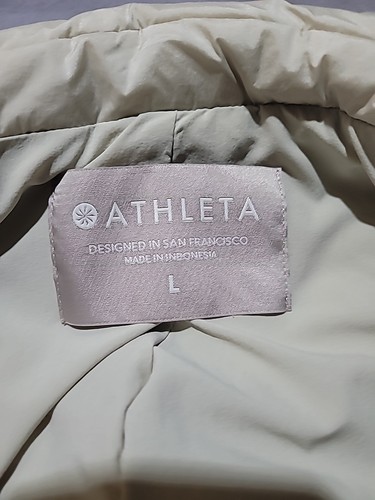 ATHLETA
DESIGNED IN SAN FRANCISCO
MADE IN INDONESIA
L